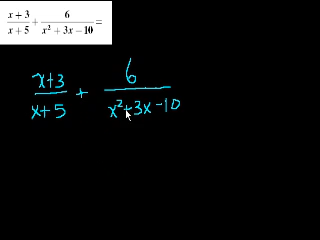 x + 3 / x + 5 + 6 / x² + 3x − 10 =
x+3 / x+5 + 6 / x²+3x-10